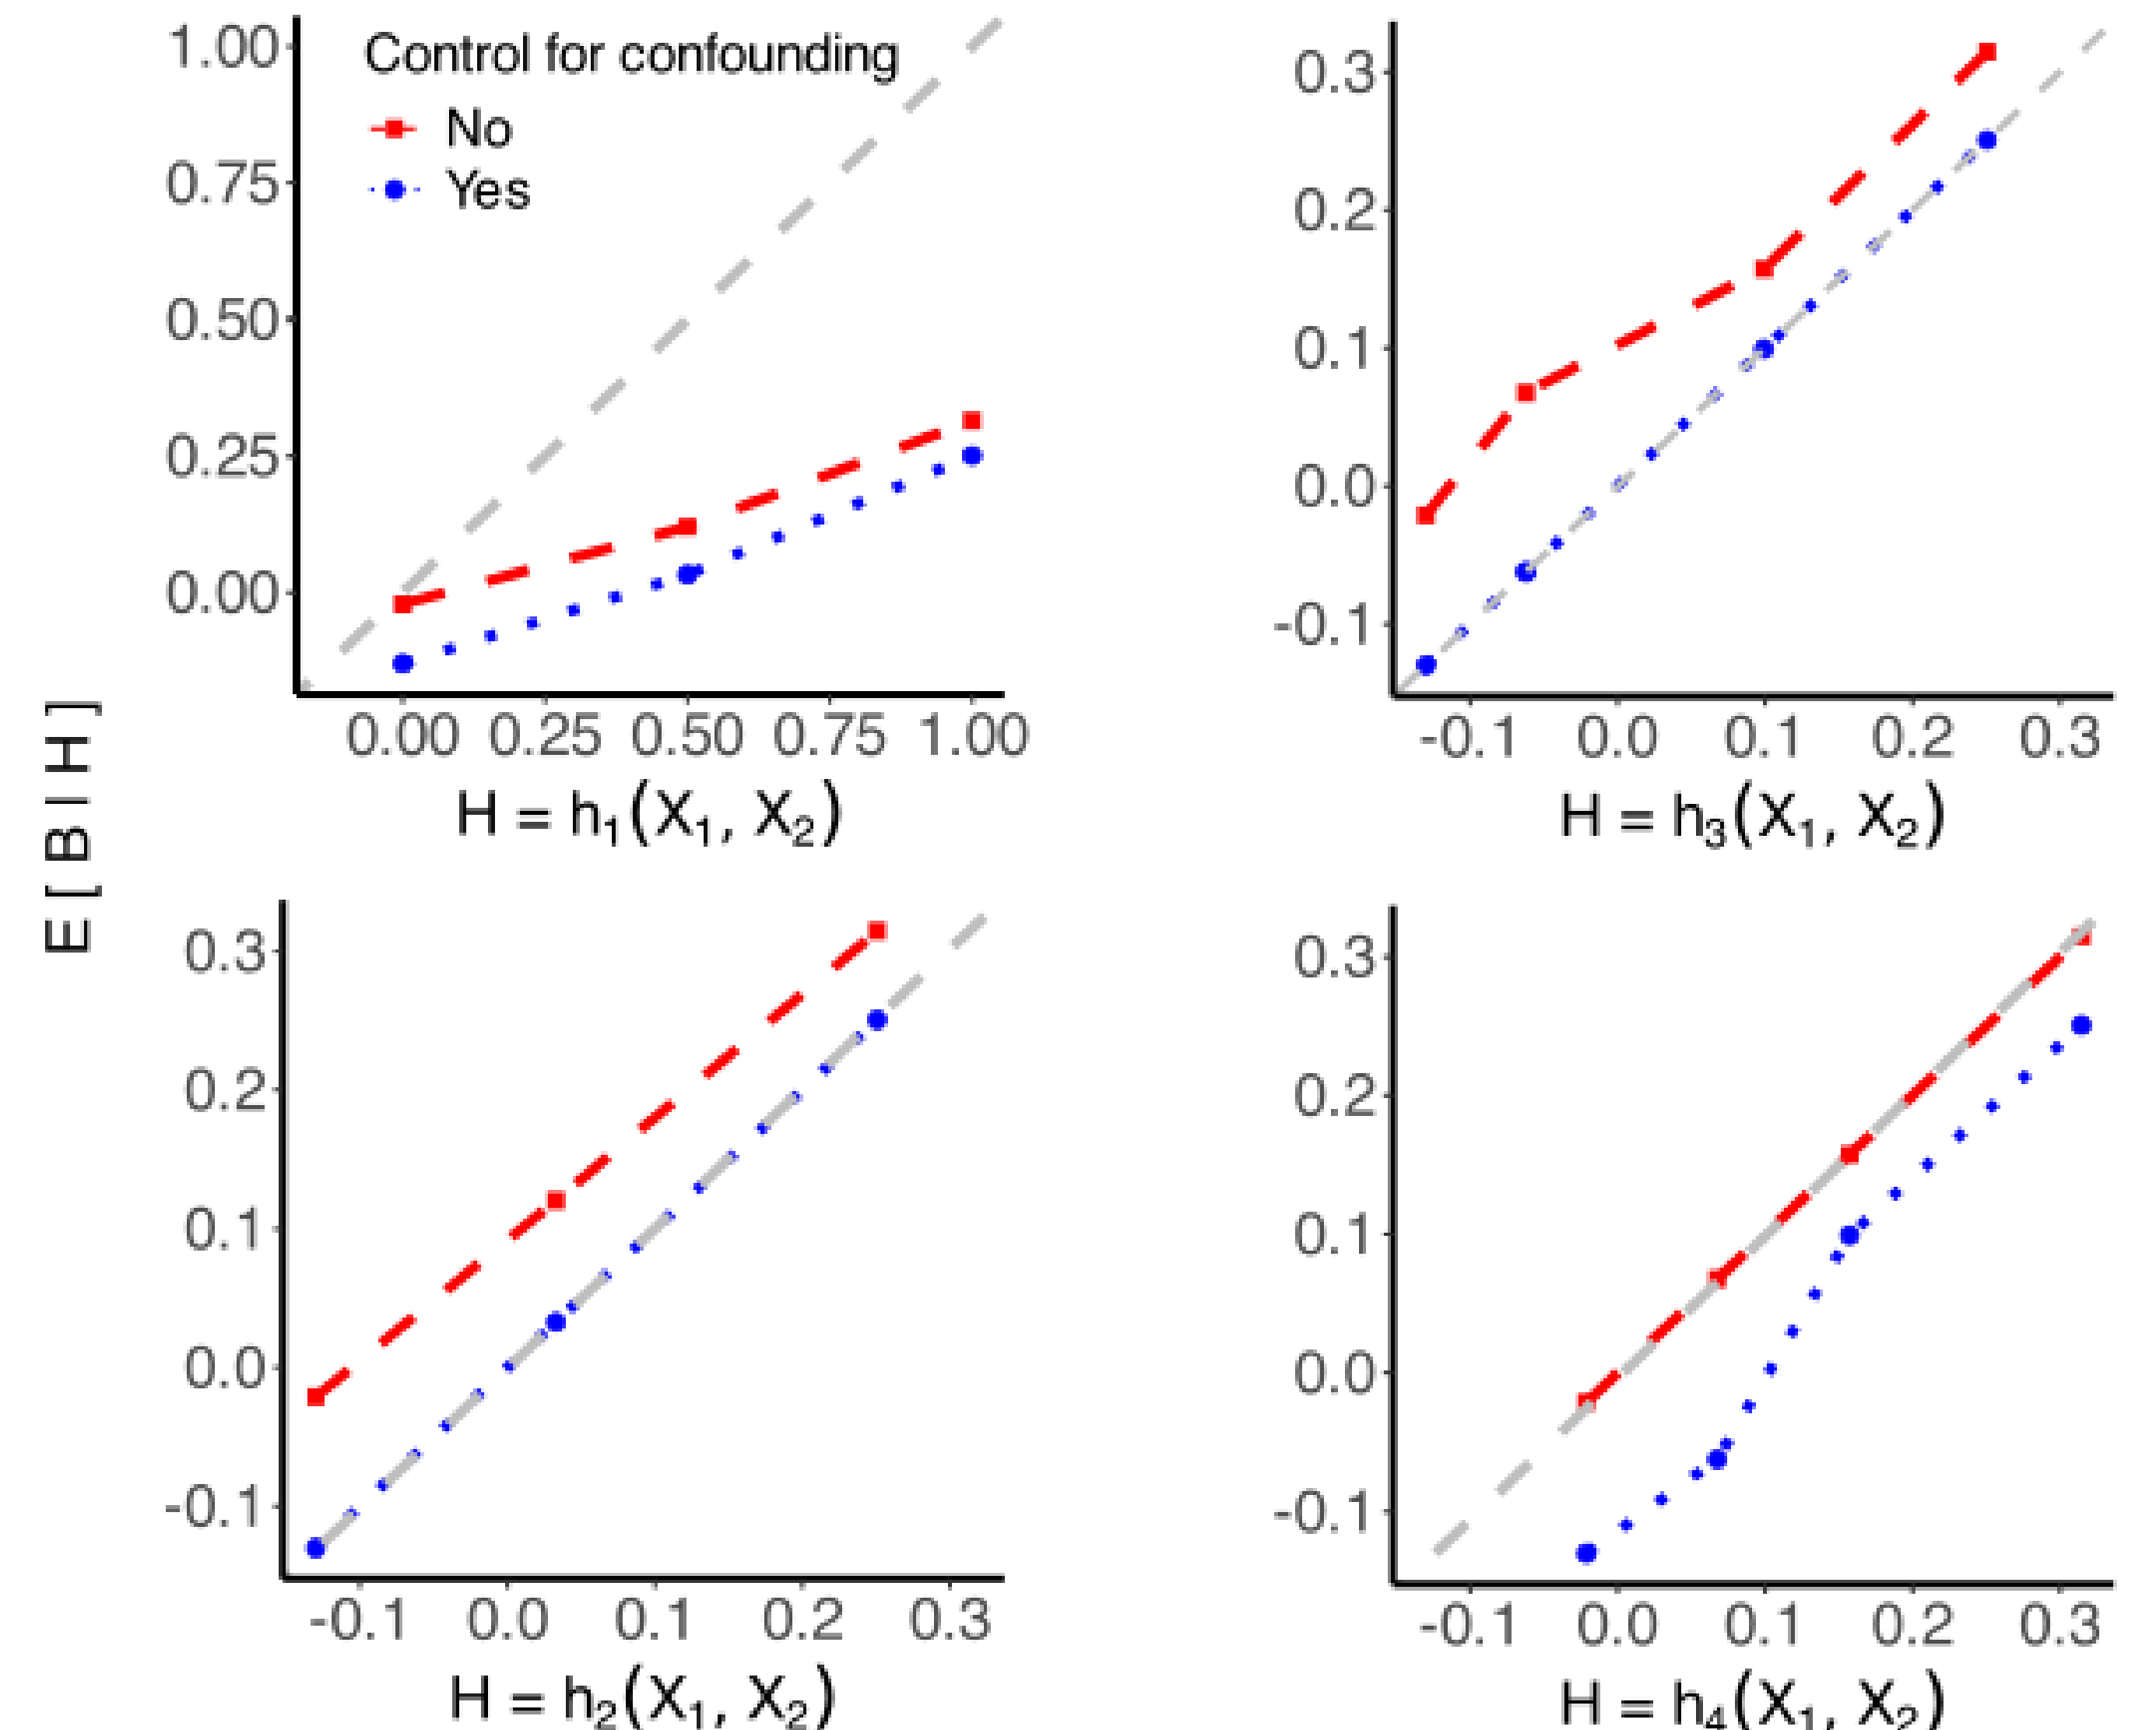 E [ B | H ]
1.00
0.75
0.50
0.25
0.00
Control for confounding
No
Yes
0.00 0.25 0.50 0.75 1.00
H = h₁(X₁, X₂)
0.3
0.2
0.1
0.0
-0.1
-0.1 0.0 0.1 0.2 0.3
H = h₃(X₁, X₂)
0.3
0.2
0.1
0.0
-0.1
-0.1 0.0 0.1 0.2 0.3
H = h₂(X₁, X₂)
0.3
0.2
0.1
0.0
-0.1
-0.1 0.0 0.1 0.2 0.3
H = h₄(X₁, X₂)